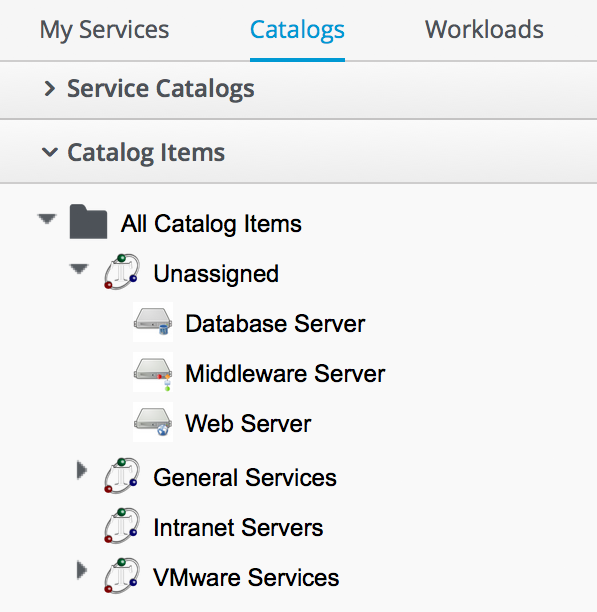 My Services Catalogs Workloads
Service Catalogs
Catalog Items
All Catalog Items
Unassigned
Database Server
Middleware Server
Web Server
General Services
Intranet Servers
VMware Services